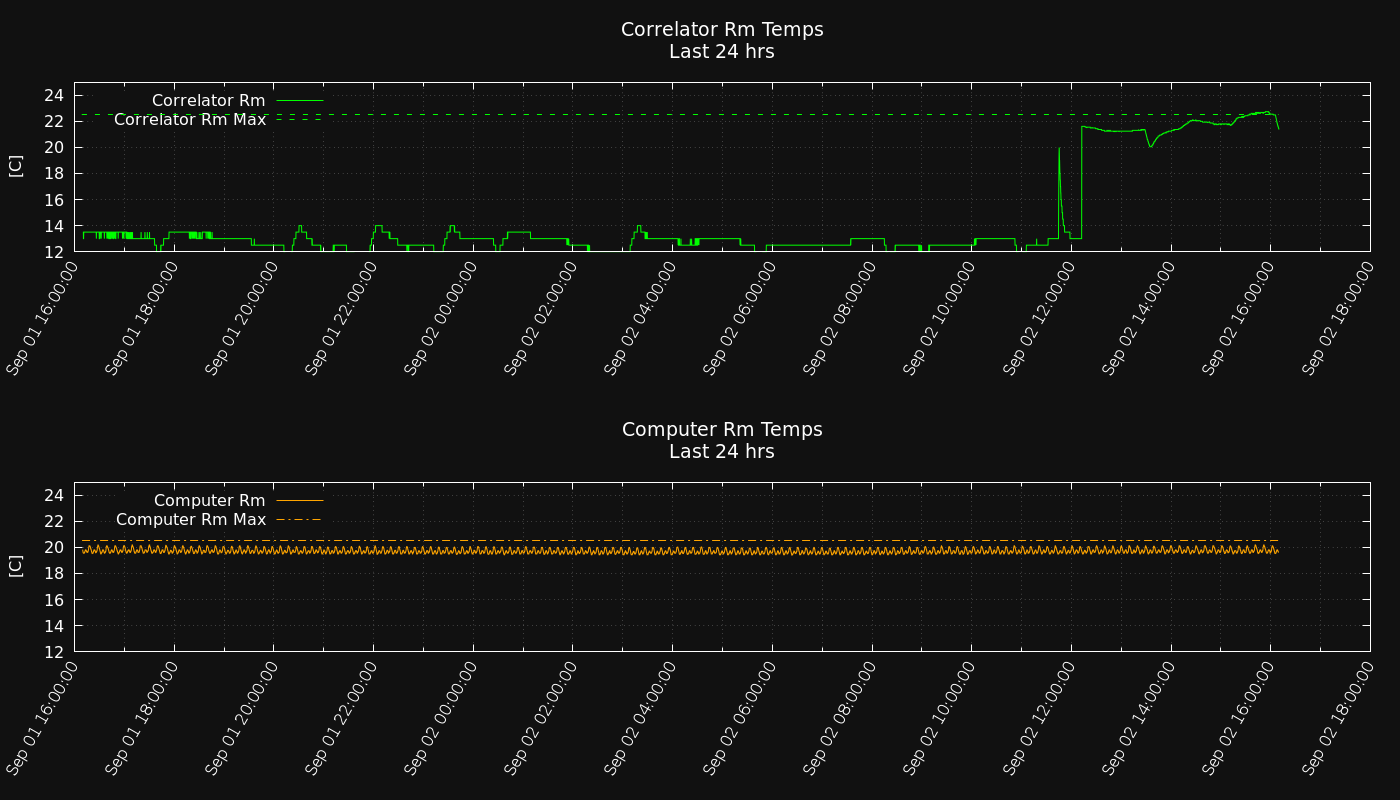 Correlator Rm Temps
Last 24 hrs
Correlator Rm
Correlator Rm Max
[C]
24
22
20
18
16
14
12
Sep 01 16:00:00
Sep 01 18:00:00
Sep 01 20:00:00
Sep 01 22:00:00
Sep 02 00:00:00
Sep 02 02:00:00
Sep 02 04:00:00
Sep 02 06:00:00
Sep 02 08:00:00
Sep 02 10:00:00
Sep 02 12:00:00
Sep 02 14:00:00
Sep 02 16:00:00
Sep 02 18:00:00
Computer Rm Temps
Last 24 hrs
Computer Rm
Computer Rm Max
[C]
24
22
20
18
16
14
12
Sep 01 16:00:00
Sep 01 18:00:00
Sep 01 20:00:00
Sep 01 22:00:00
Sep 02 00:00:00
Sep 02 02:00:00
Sep 02 04:00:00
Sep 02 06:00:00
Sep 02 08:00:00
Sep 02 10:00:00
Sep 02 12:00:00
Sep 02 14:00:00
Sep 02 16:00:00
Sep 02 18:00:00